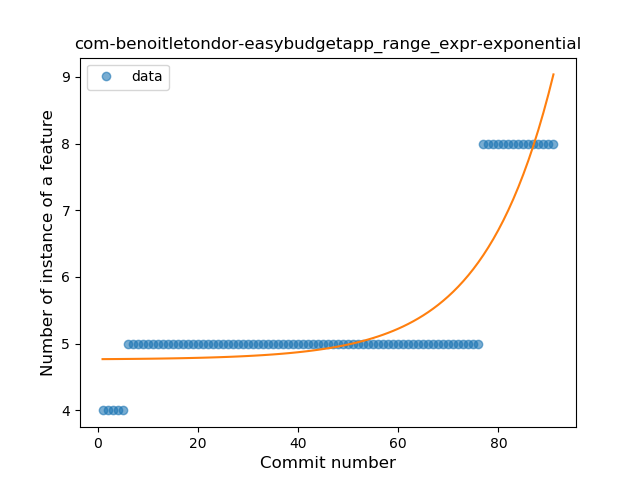 com-benoitletondor-easybudgetapp_range_expr-exponential
data
9
8
7
6
5
4
Number of instance of a feature
0 20 40 60 80
Commit number